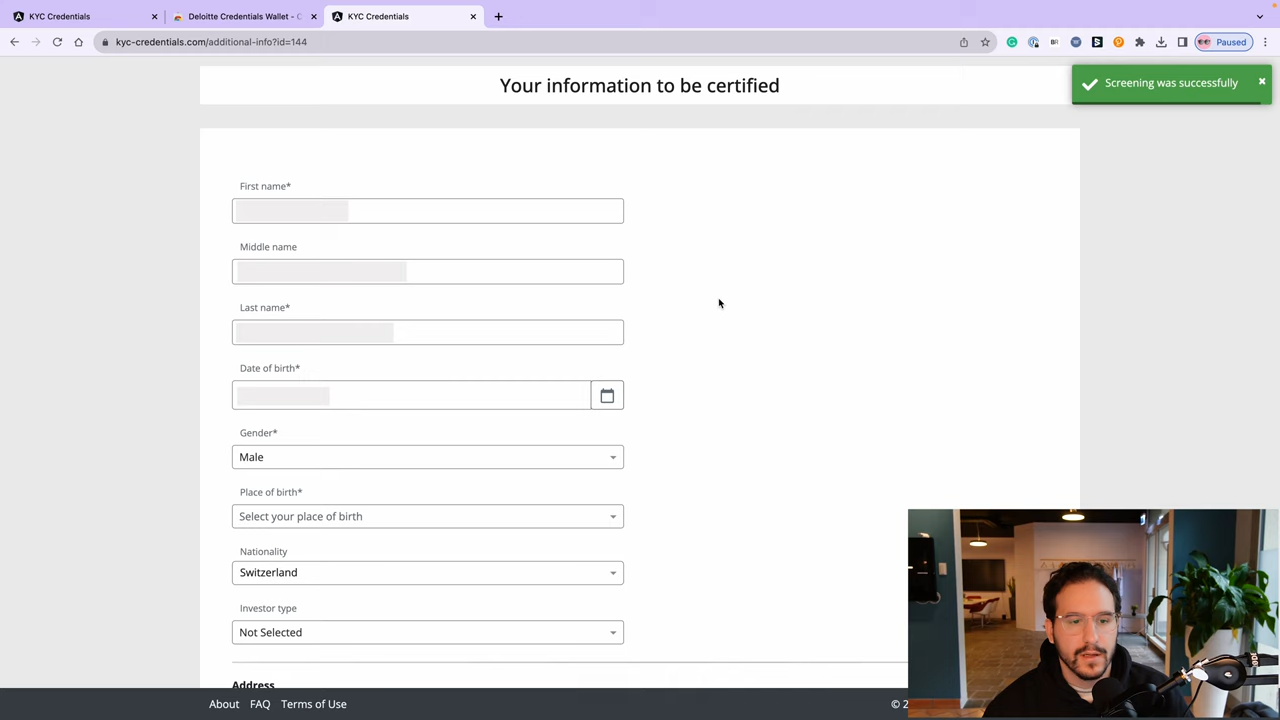 KYC Credentials
Deloitte Credentials Wallet - C
KYC Credentials
kyc-credentials.com/additional-info?id=144
BR
Paused
Your information to be certified
Screening was successfully
First name*
Middle name
Last name*
Date of birth*
Gender*
Male
Place of birth*
Select your place of birth
Nationality
Switzerland
Investor type
Not Selected
Address
About
FAQ
Terms of Use
© 2